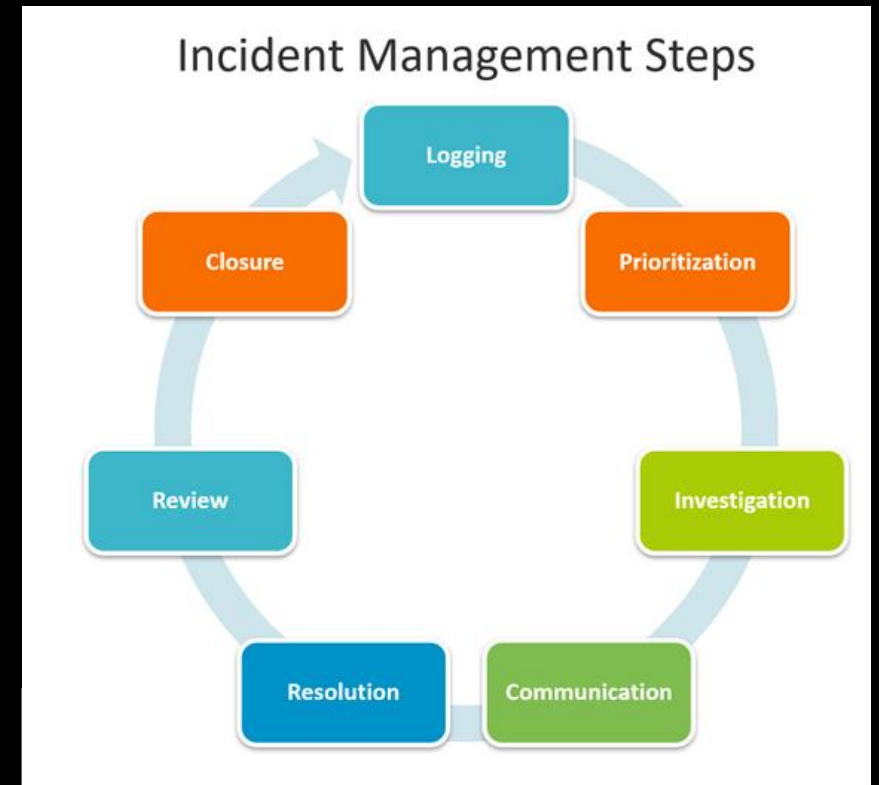 Incident Management Steps
Logging
Prioritization
Investigation
Communication
Resolution
Review
Closure